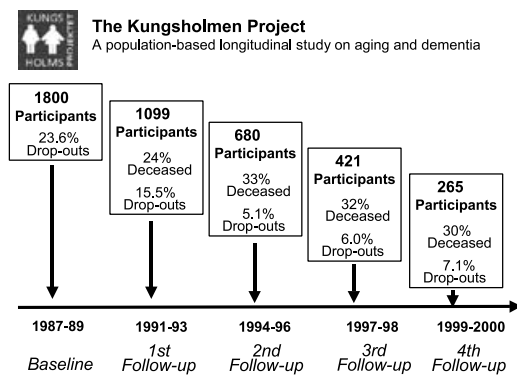 KUNGS
HOLMS
PROJEKTET
The Kungsholmen Project
A population-based longitudinal study on aging and dementia
1800
Participants
23.6%
Drop-outs
1099
Participants
24%
Deceased
15.5%
Drop-outs
680
Participants
33%
Deceased
5.1%
Drop-outs
421
Participants
32%
Deceased
6.0%
Drop-outs
265
Participants
30%
Deceased
7.1%
Drop-outs
1987-89
1991-93
1994-96
1997-98
1999-2000
Baseline
1st
Follow-up
2nd
Follow-up
3rd
Follow-up
4th
Follow-up